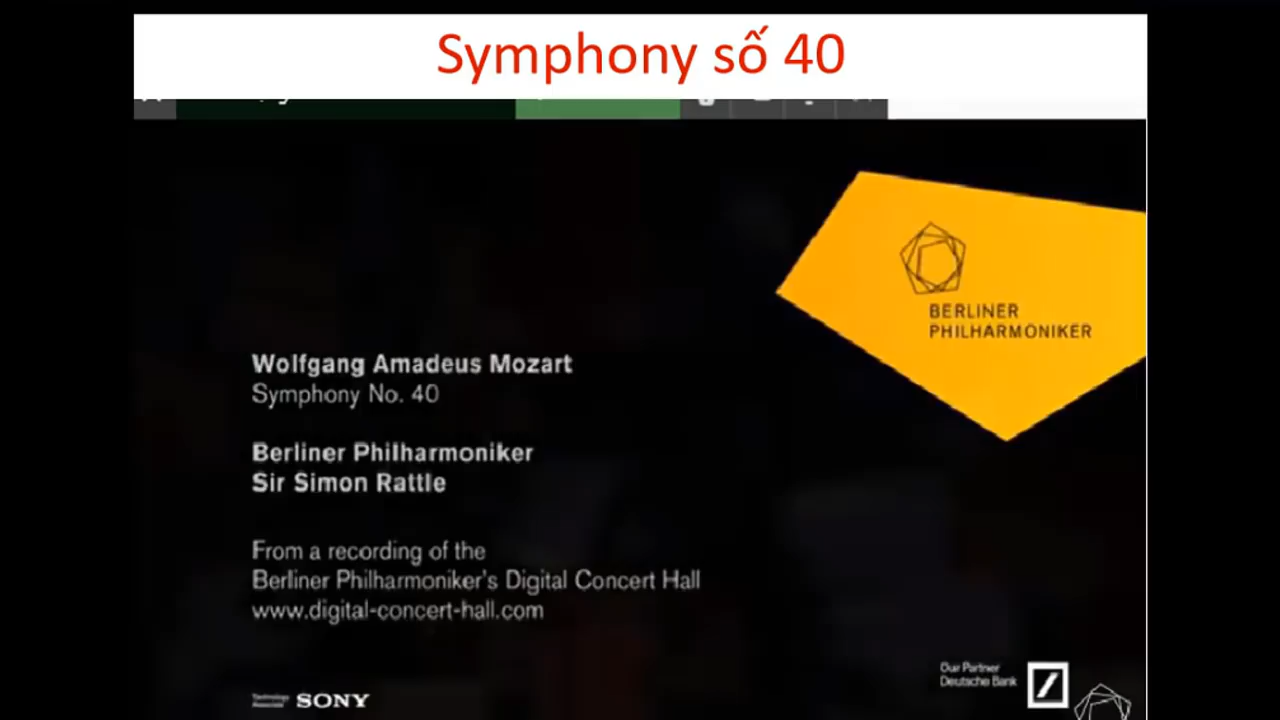 Symphony số 40
BERLINER
PHILHARMONIKER
Wolfgang Amadeus Mozart
Symphony No. 40
Berliner Philharmoniker
Sir Simon Rattle
From a recording of the
Berliner Philharmoniker's Digital Concert Hall
www.digital-concert-hall.com
Our Partner
Deutsche Bank
SONY